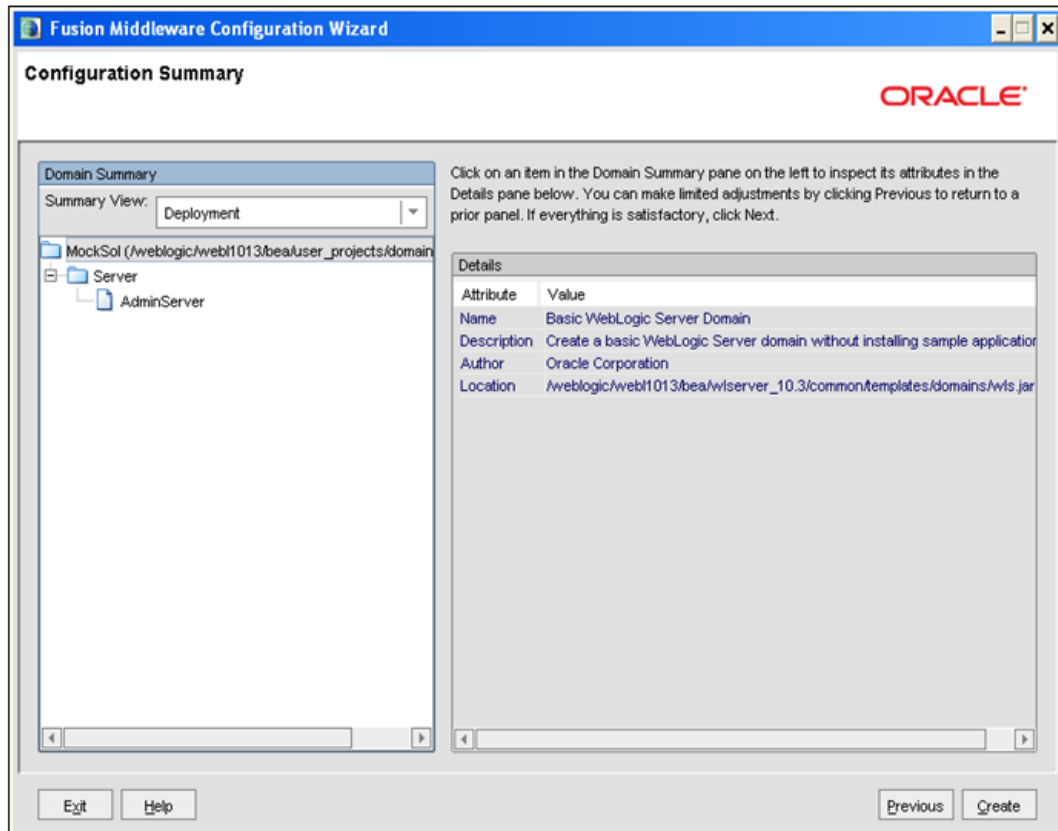 Fusion Middleware Configuration Wizard
Configuration Summary
ORACLE
Domain Summary
Summary View:
Deployment
MockSol (/weblogic/webl1013/bea/user_projects/domain
Server
AdminServer
Click on an item in the Domain Summary pane on the left to inspect its attributes in the
Details pane below. You can make limited adjustments by clicking Previous to return to a
prior panel. If everything is satisfactory, click Next.
Details
Attribute Value
Name Basic WebLogic Server Domain
Description Create a basic WebLogic Server domain without installing sample application
Author Oracle Corporation
Location /weblogic/webl1013/bea/wlserver_10.3/common/templates/domains/wls.jar
Exit Help Previous Create